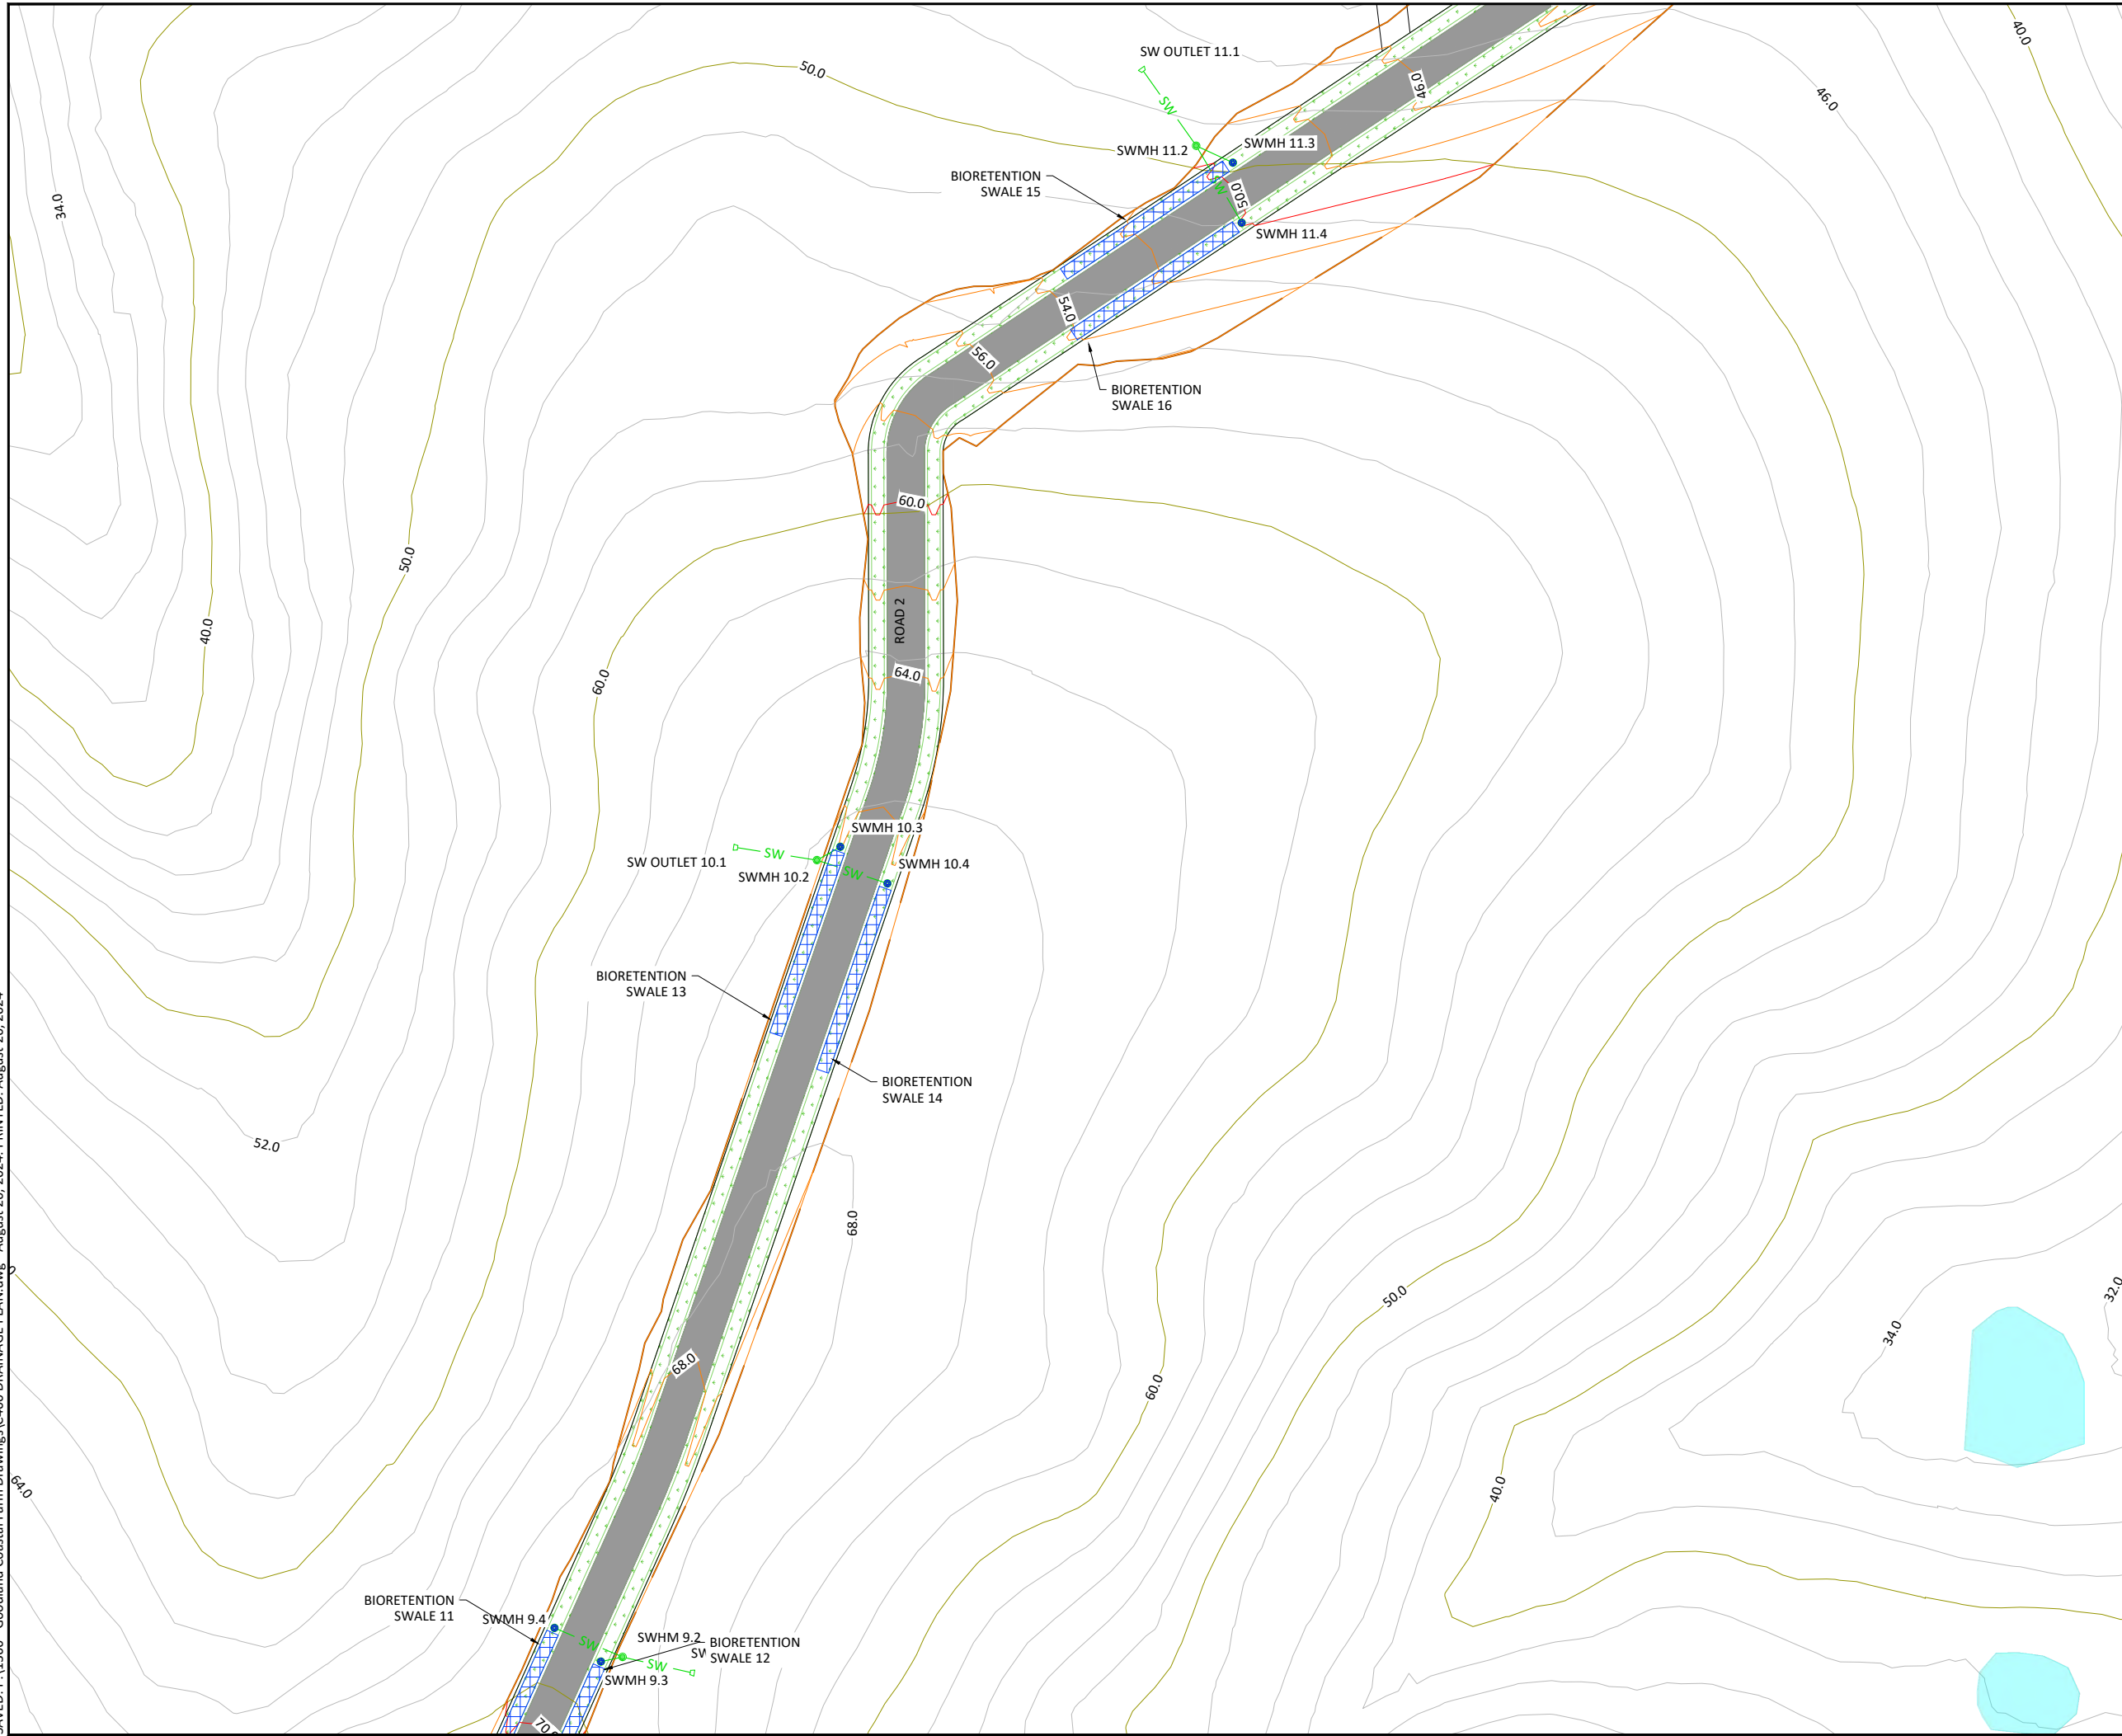 SW OUTLET 11.1
50.0
40.0
46.0
46.0
SW
SWMH 11.3
SWMH 11.2
BIORETENTION
SWALE 15
34.0
SW
50.0
SWMH 11.4
54.0
56.0
BIORETENTION
SWALE 16
60.0
50.0
ROAD 2
40.0
60.0
64.0
SWMH 10.3
SW
SW OUTLET 10.1
SWMH 10.2
SW
SWMH 10.4
BIORETENTION
SWALE 13
BIORETENTION
SWALE 14
52.0
68.0
50.0
32.0
34.0
68.0
60.0
64.0
40.0
BIORETENTION
SWALE 11
SWMH 9.4
SW
SWHM 9.2
BIORETENTION
SWALE 12
SW
SWMH 9.3